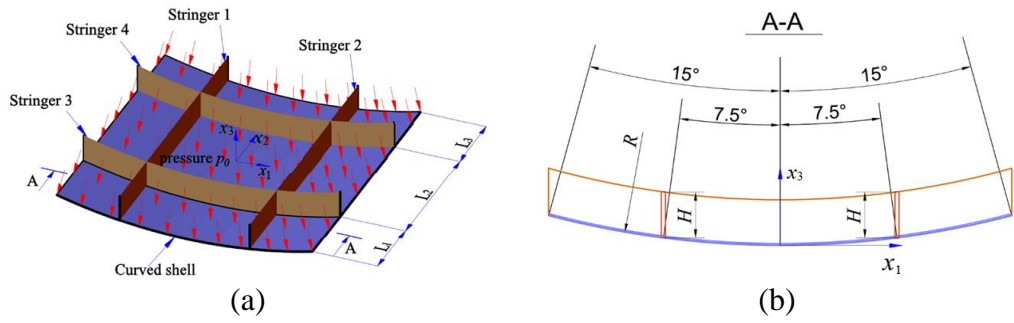 Stringer 1
Stringer 4
Stringer 2
Stringer 3
x3
x2
pressure p0
x1
A
A
L3
L2
L1
Curved shell
(a)
A-A
15°
15°
7.5°
7.5°
R
x3
H
H
x1
(b)